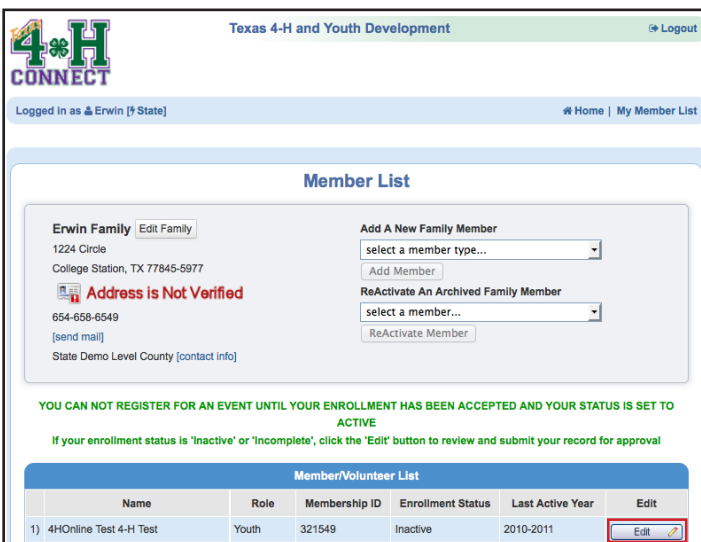 Texas 4-H and Youth Development
Logout
Texas
4-H
CONNECT
Logged in as Erwin [State]
Home | My Member List
Member List
Erwin Family Edit Family
1224 Circle
College Station, TX 77845-5977
Address is Not Verified
654-658-6549
[send mail]
State Demo Level County [contact info]
Add A New Family Member
select a member type...
Add Member
ReActivate An Archived Family Member
select a member...
ReActivate Member
YOU CAN NOT REGISTER FOR AN EVENT UNTIL YOUR ENROLLMENT HAS BEEN ACCEPTED AND YOUR STATUS IS SET TO
ACTIVE
If your enrollment status is 'Inactive' or 'Incomplete', click the 'Edit' button to review and submit your record for approval
Member/Volunteer List
Name Role Membership ID Enrollment Status Last Active Year Edit
1) 4HOnline Test 4-H Test Youth 321549 Inactive 2010-2011 Edit